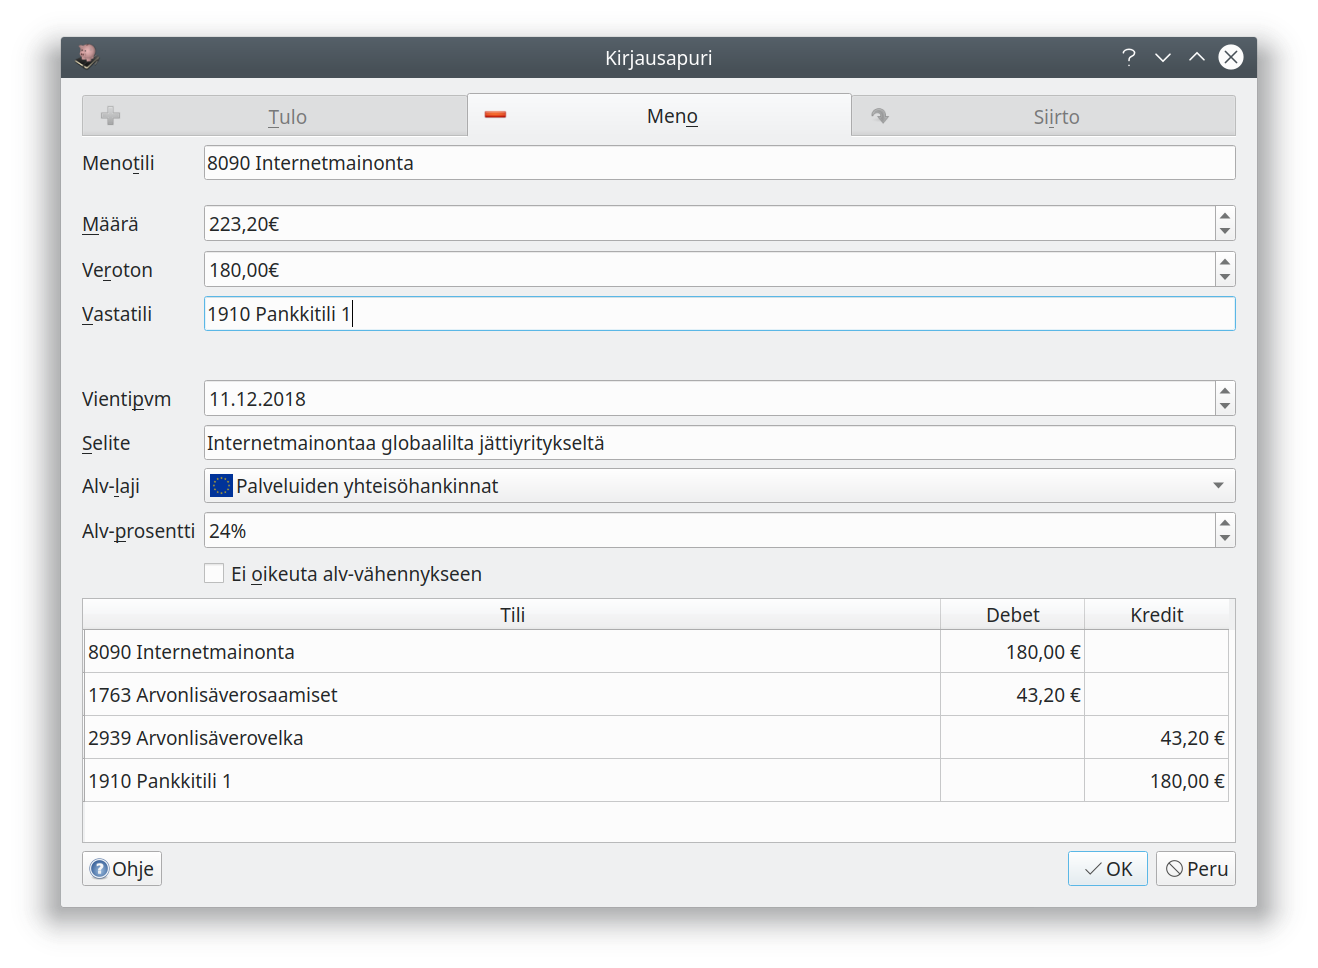 Kirjausapuri
Tulo Meno Siirto
Menotili 8090 Internetmainonta
Määrä 223,20€
Veroton 180,00€
Vastatili 1910 Pankkitili 1
Vientipvm 11.12.2018
Selite Internetmainontaa globaalilta jättiyritykseltä
Alv-laji Palveluiden yhteisöhankinnat
Alv-prosentti 24%
Ei oikeuta alv-vähennykseen
Tili Debet Kredit
8090 Internetmainonta 180,00 €
1763 Arvonlisäverosaamiset 43,20 €
2939 Arvonlisäverovelka 43,20 €
1910 Pankkitili 1 180,00 €
Ohje OK Peru